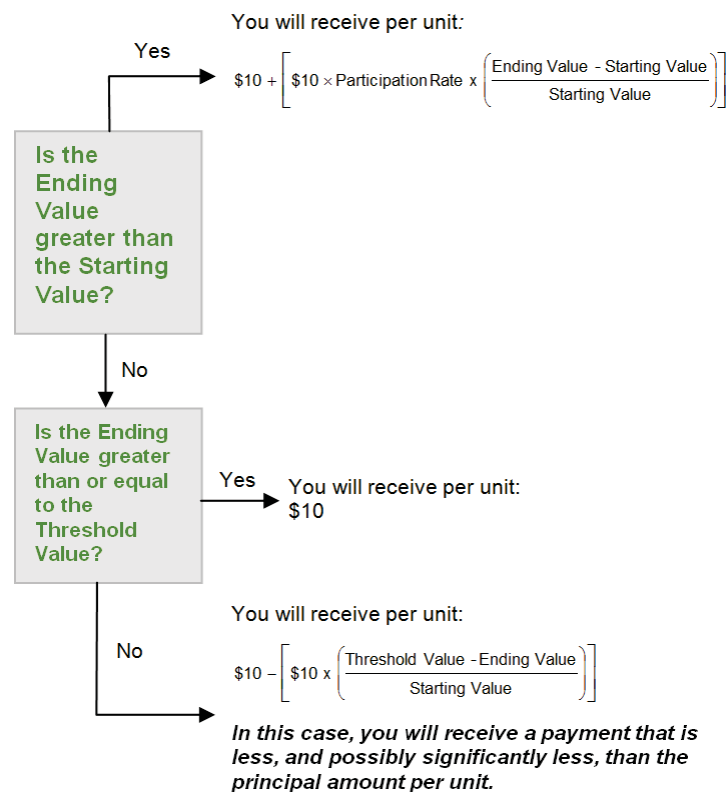 You will receive per unit:
Yes
$10 + [ $10 × Participation Rate x ( Ending Value - Starting Value
Starting Value ) ]
Is the
Ending
Value
greater than
the Starting
Value?
No
Is the Ending
Value greater
than or equal
to the
Threshold
Value?
Yes
You will receive per unit:
$10
You will receive per unit:
No
$10 − [ $10 x ( Threshold Value - Ending Value
Starting Value ) ]
In this case, you will receive a payment that is
less, and possibly significantly less, than the
principal amount per unit.